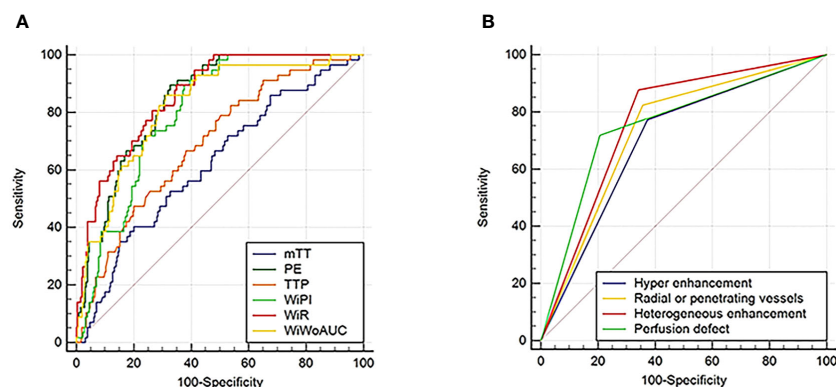 A
Sensitivity
100
80
60
40
20
0
0 20 40 60 80 100
100-Specificity
mTT
PE
TTP
WiPI
WiR
WiWoAUC
B
Sensitivity
100
80
60
40
20
0
0 20 40 60 80 100
100-Specificity
Hyper enhancement
Radial or penetrating vessels
Heterogeneous enhancement
Perfusion defect